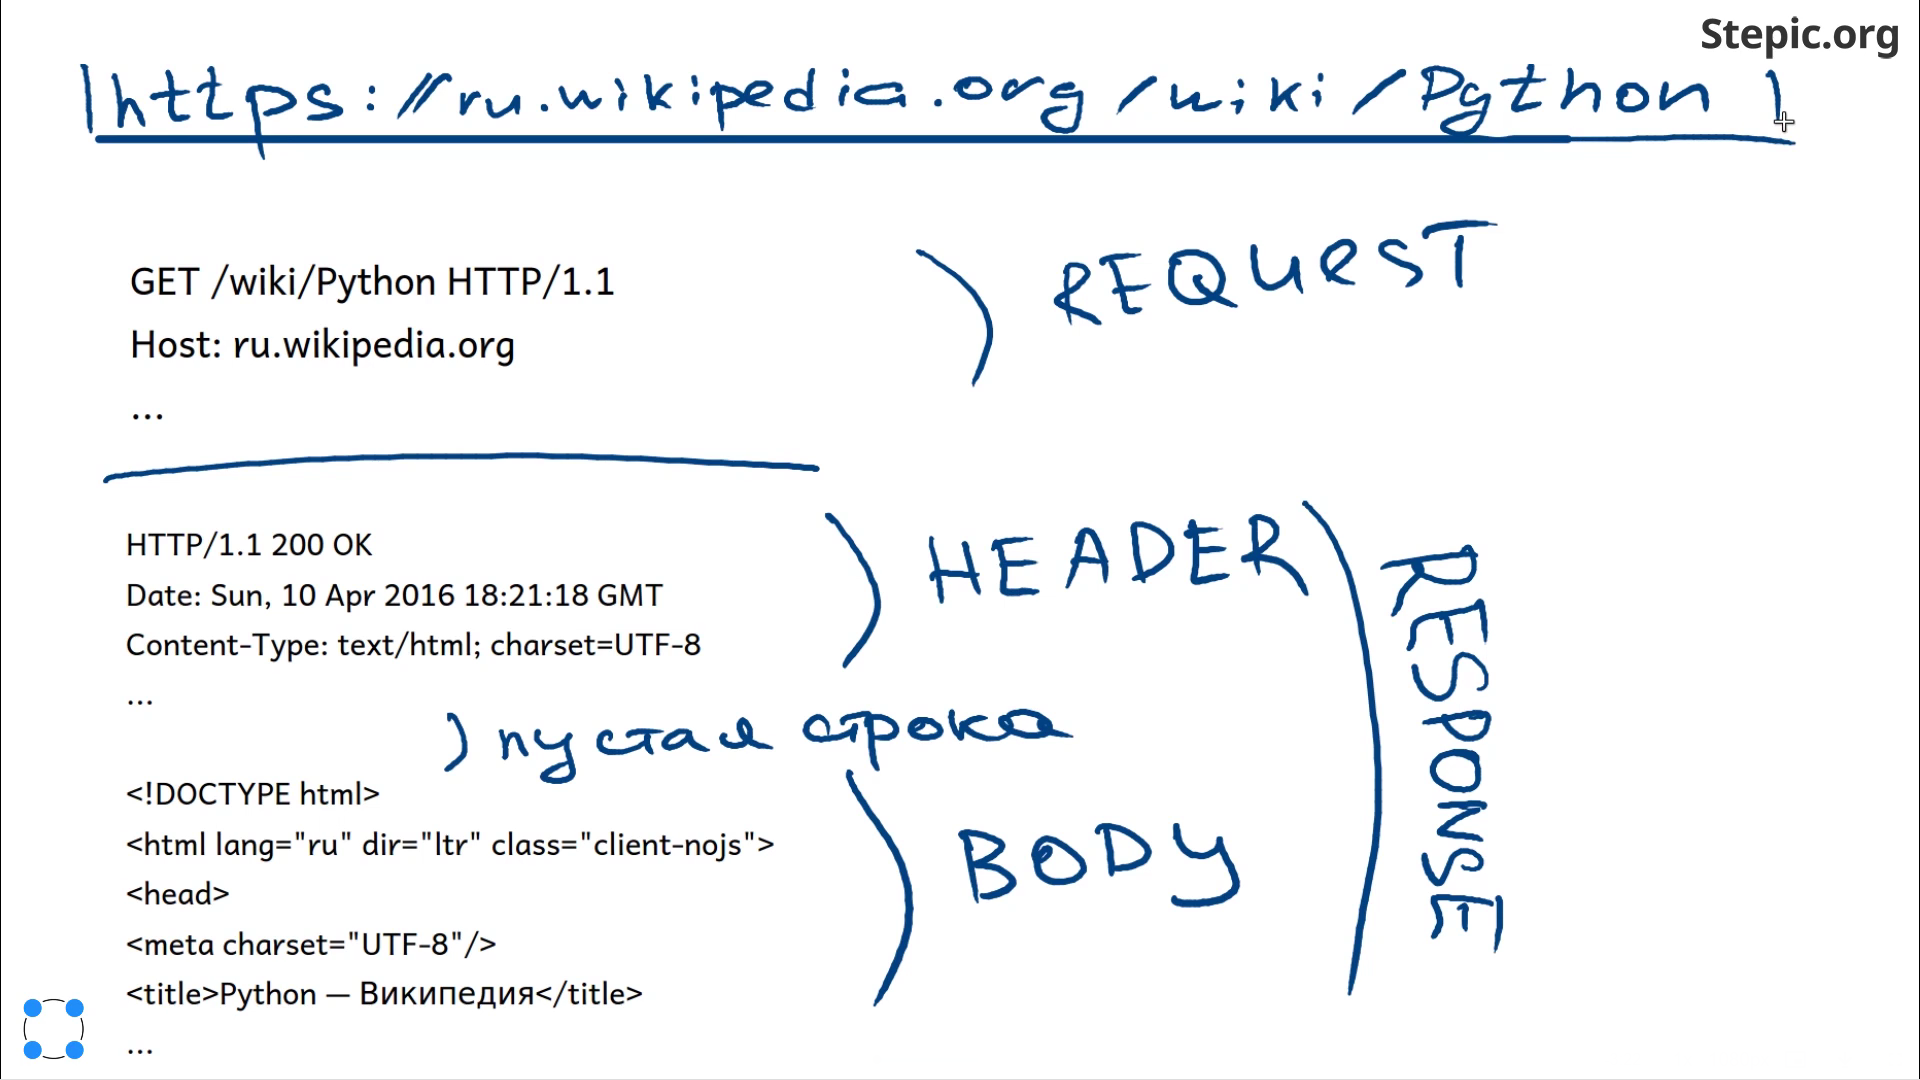 Stepic.org
https://ru.wikipedia.org/wiki/Python
GET /wiki/Python HTTP/1.1
Host: ru.wikipedia.org
...
REQUEST
HTTP/1.1 200 OK
Date: Sun, 10 Apr 2016 18:21:18 GMT
Content-Type: text/html; charset=UTF-8
...
HEADER
пустая строка
<!DOCTYPE html>
<html lang="ru" dir="ltr" class="client-nojs">
<head>
<meta charset="UTF-8"/>
<title>Python — Википедия</title>
...
BODY
RESPONSE